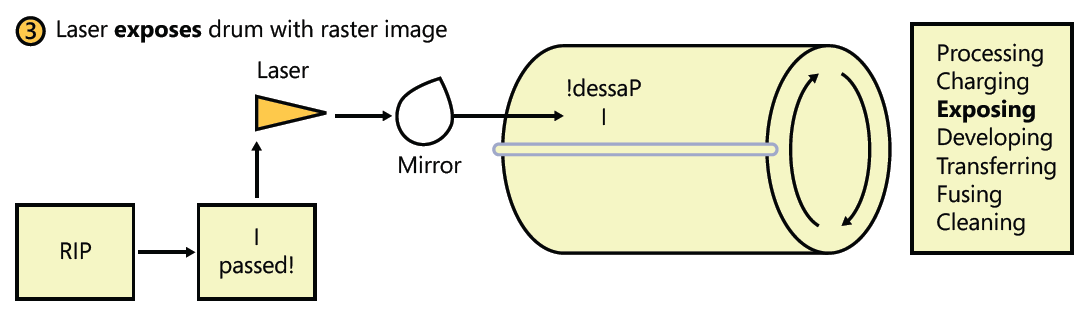 3 Laser exposes drum with raster image
Laser
Mirror
RIP
I
passed!
!dessaP
I
Processing
Charging
Exposing
Developing
Transferring
Fusing
Cleaning